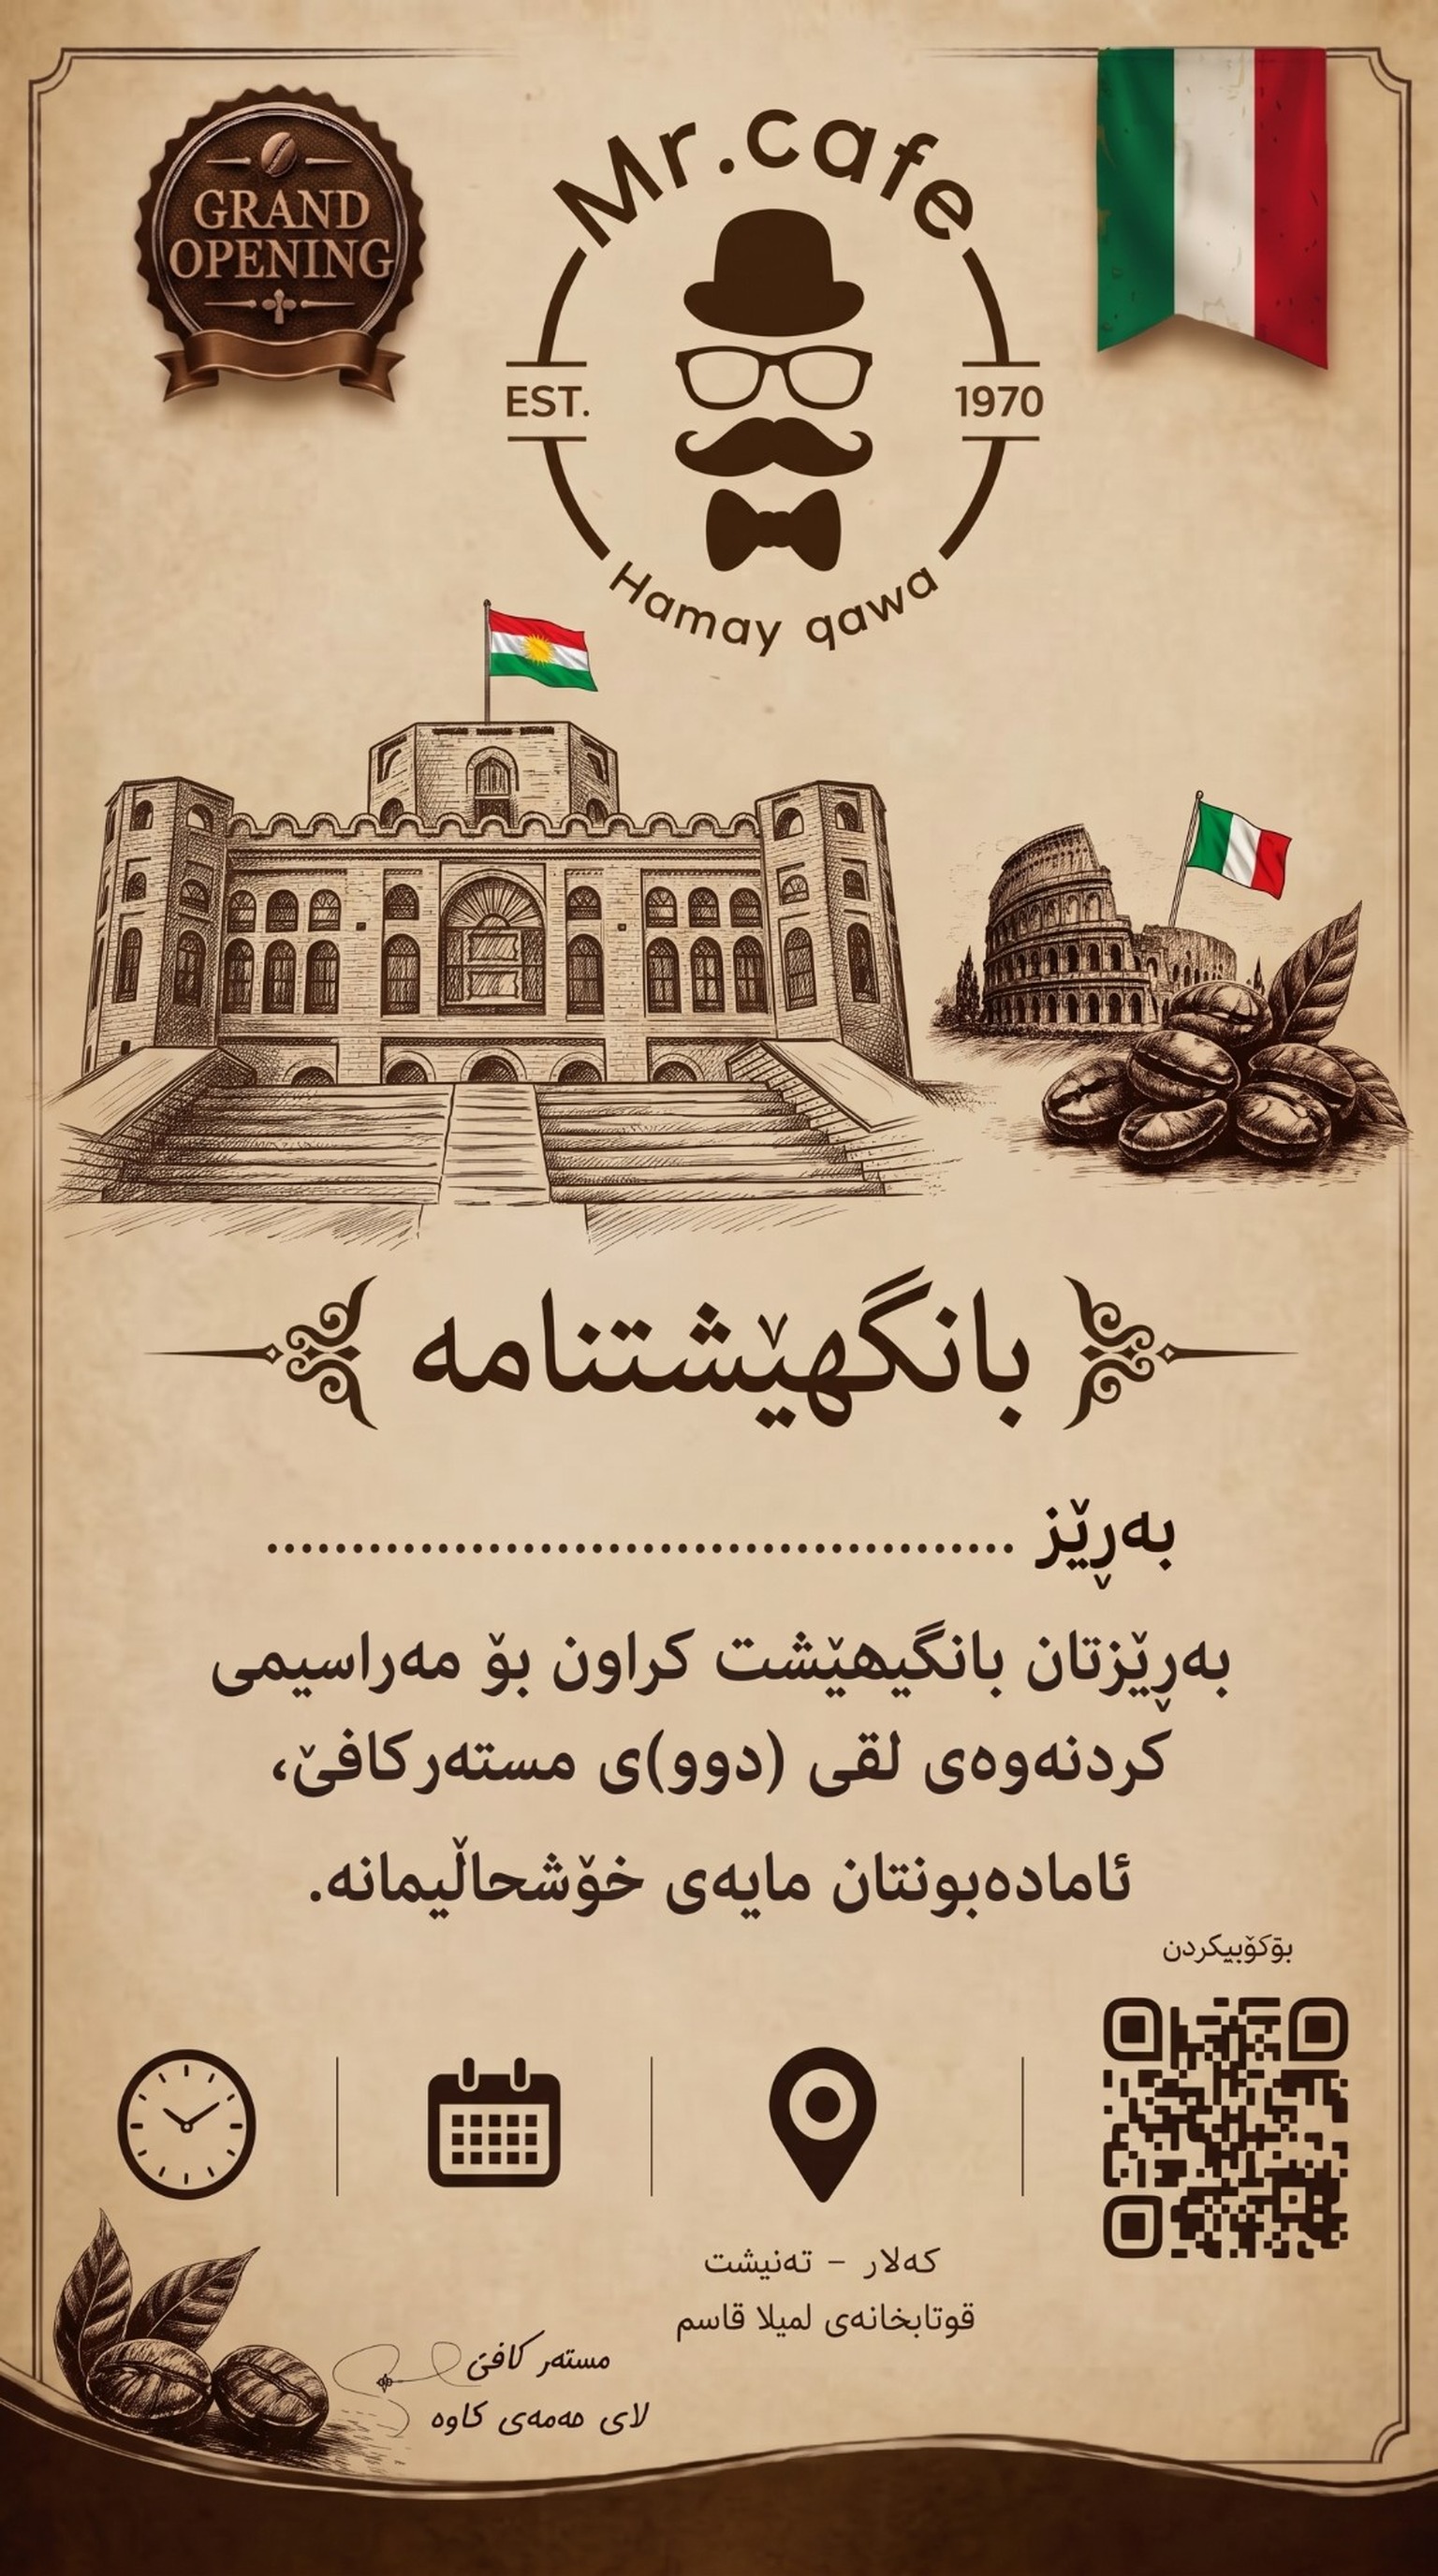 GRAND
OPENING
Mr.cafe
EST. 1970
Hamay qawa
بانگهێشتنامە
بەڕێز ............................................
بەڕێزتان بانگیهێشت کراون بۆ مەراسیمی
کردنەوەی لقی (دوو)ی مستەرکافێ،
ئامادەبونتان مایەی خۆشحاڵیمانە.
بۆکۆبیکردن
کەلار - تەنیشت
قوتابخانەی لمیلا قاسم
مستەر کافێ
لای حەمەی کاوە